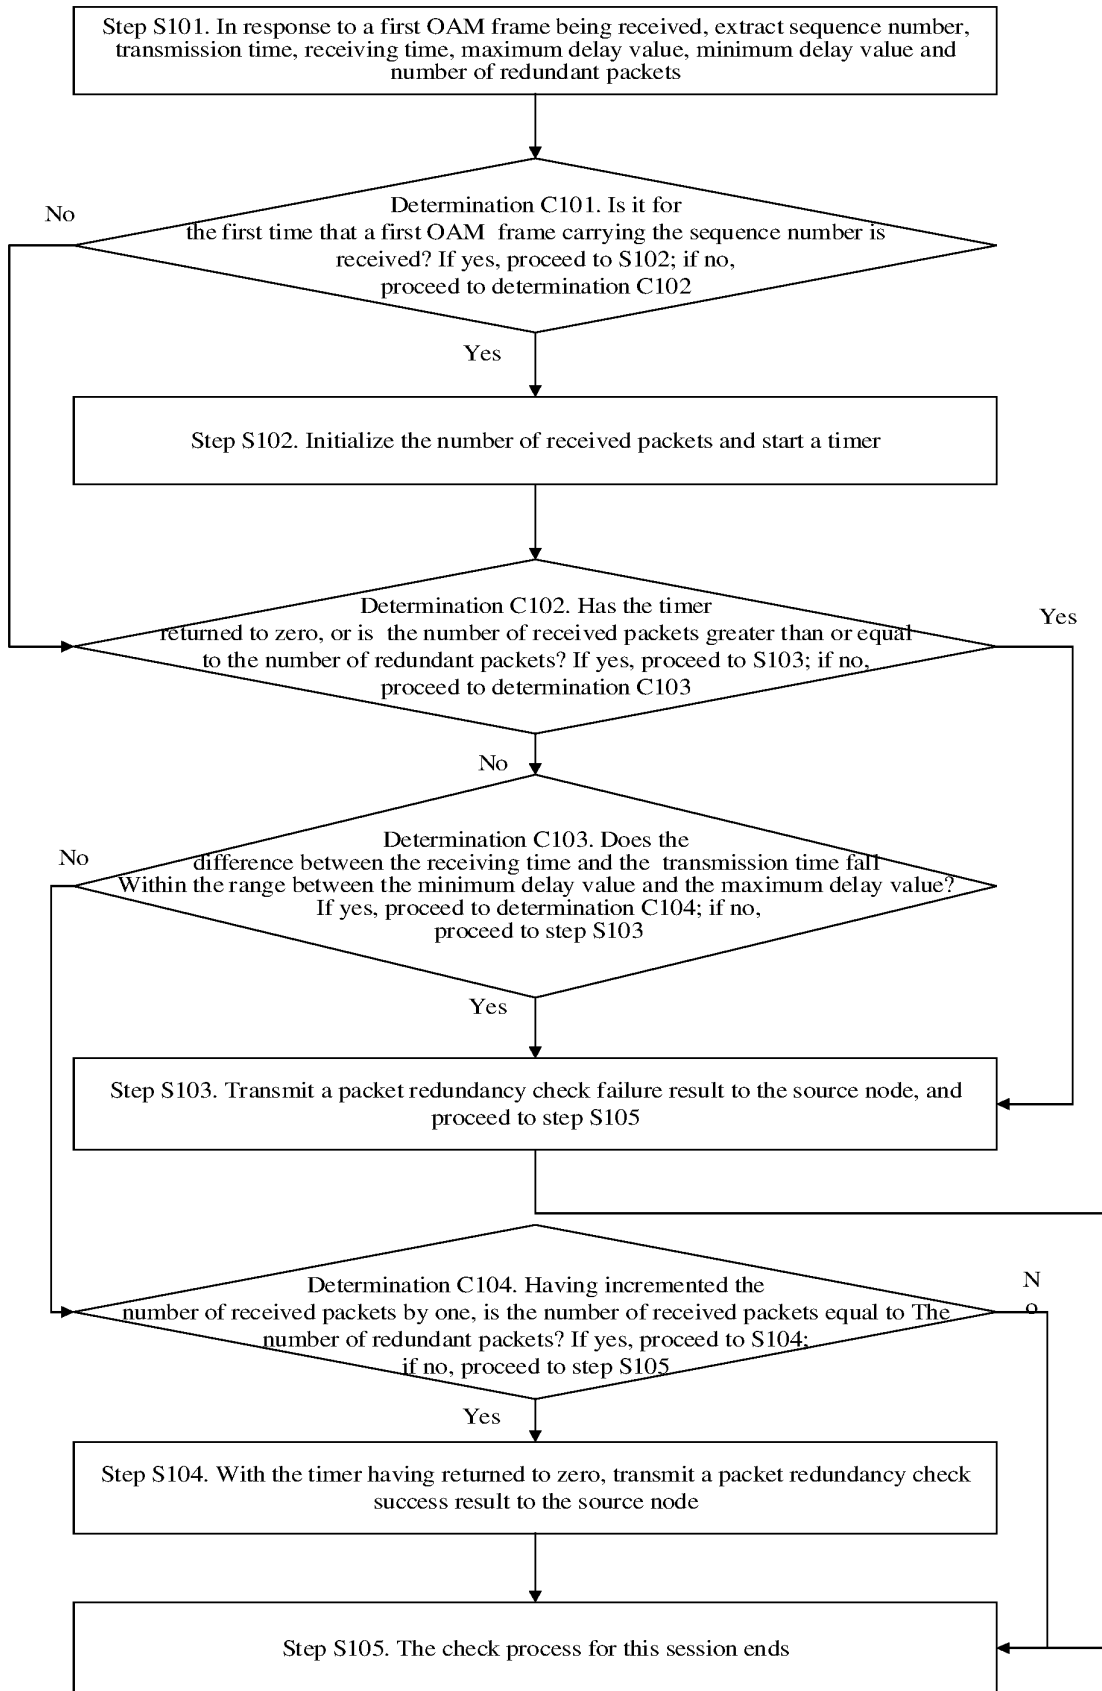 Step S101. In response to a first OAM frame being received, extract sequence number,
transmission time, receiving time, maximum delay value, minimum delay value and
number of redundant packets
No
Determination C101. Is it for
the first time that a first OAM frame carrying the sequence number is
received? If yes, proceed to S102; if no,
proceed to determination C102
Yes
Step S102. Initialize the number of received packets and start a timer
Determination C102. Has the timer
returned to zero, or is the number of received packets greater than or equal
to the number of redundant packets? If yes, proceed to S103; if no,
proceed to determination C103
Yes
No
Determination C103. Does the
difference between the receiving time and the transmission time fall
Within the range between the minimum delay value and the maximum delay value?
If yes, proceed to determination C104; if no,
proceed to step S103
No
Yes
Step S103. Transmit a packet redundancy check failure result to the source node, and
proceed to step S105
Determination C104. Having incremented the
number of received packets by one, is the number of received packets equal to The
number of redundant packets? If yes, proceed to S104;
if no, proceed to step S105
N
o
Yes
Step S104. With the timer having returned to zero, transmit a packet redundancy check
success result to the source node
Step S105. The check process for this session ends